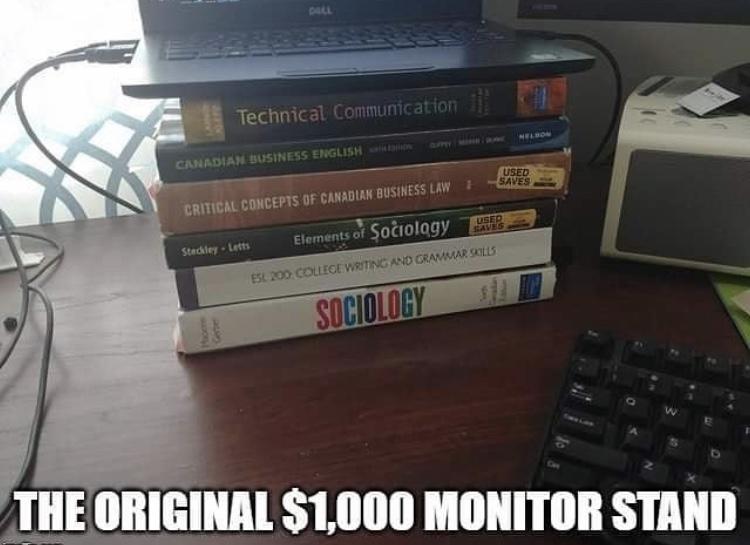 DELL
Technical Communication
CANADIAN BUSINESS ENGLISH
NELSON
CRITICAL CONCEPTS OF CANADIAN BUSINESS LAW
USED
SAVES
Steckley • Letts
Elements of Sociology
USED
SAVES
ESL 200: COLLEGE WRITING AND GRAMMAR SKILLS
SOCIOLOGY
Q W E
A S D
Z X
THE ORIGINAL $1,000 MONITOR STAND